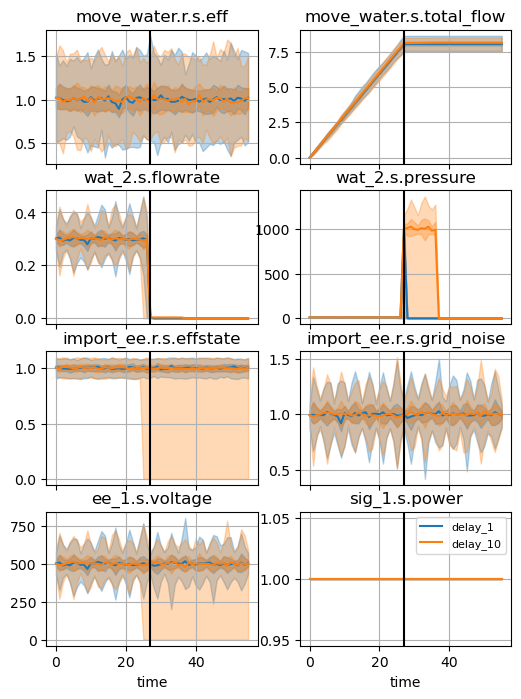 move_water.r.s.eff
move_water.s.total_flow
1.5
1.0
0.5
7.5
5.0
2.5
0.0
wat_2.s.flowrate
wat_2.s.pressure
0.4
0.2
0.0
1000
500
0
import_ee.r.s.effstate
import_ee.r.s.grid_noise
1.0
0.5
0.0
1.5
1.0
0.5
ee_1.s.voltage
sig_1.s.power
750
500
250
0
1.05
1.00
0.95
delay_1
delay_10
0 20 40
0 20 40
time
time